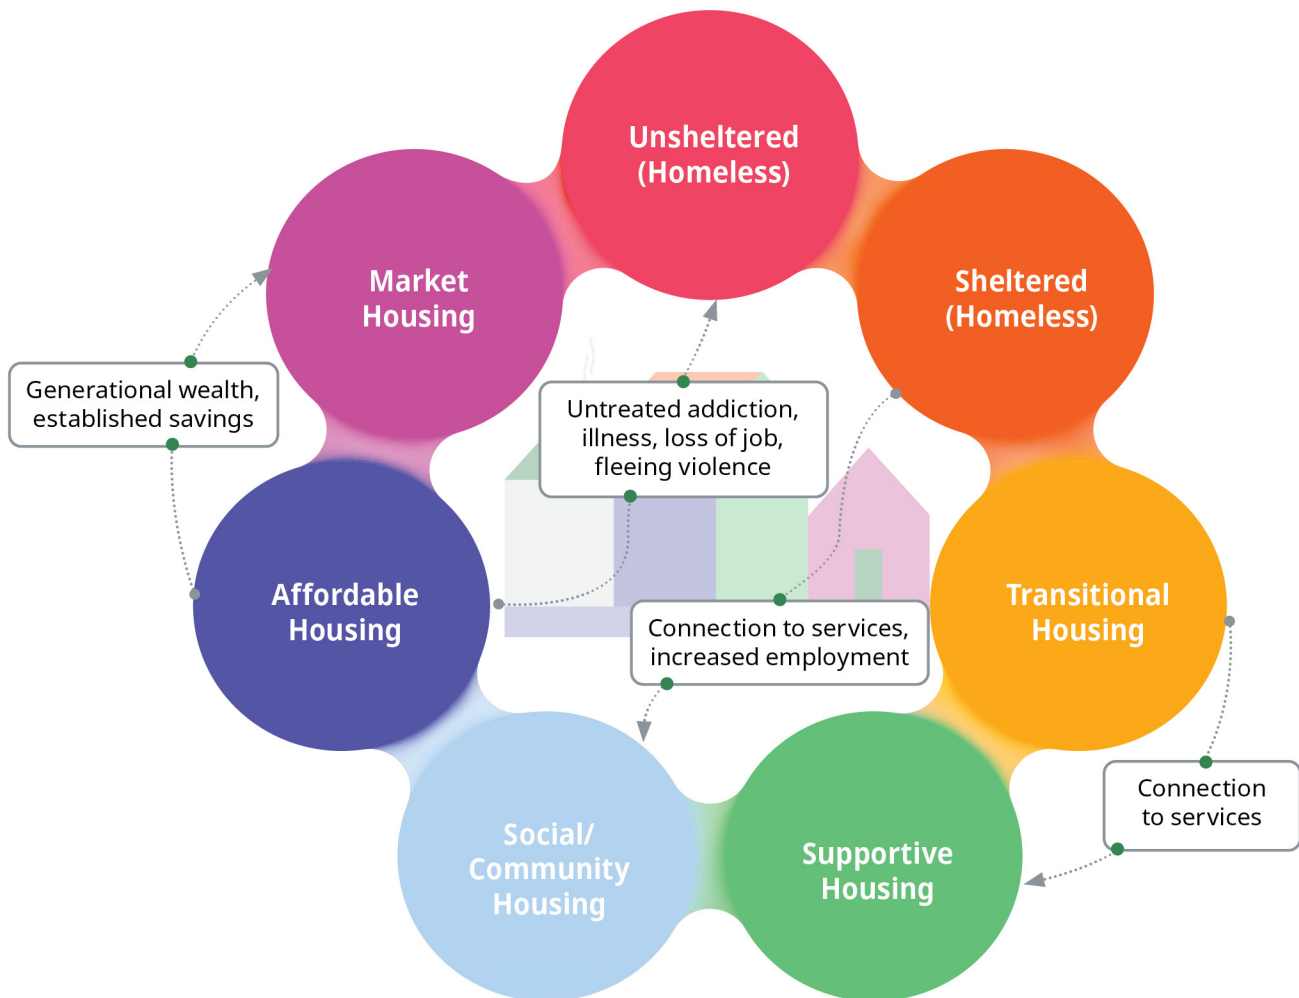 Unsheltered
(Homeless)
Market
Housing
Sheltered
(Homeless)
Generational wealth,
established savings
Untreated addiction,
illness, loss of job,
fleeing violence
Affordable
Housing
Connection to services,
increased employment
Transitional
Housing
Connection
to services
Social/
Community
Housing
Supportive
Housing